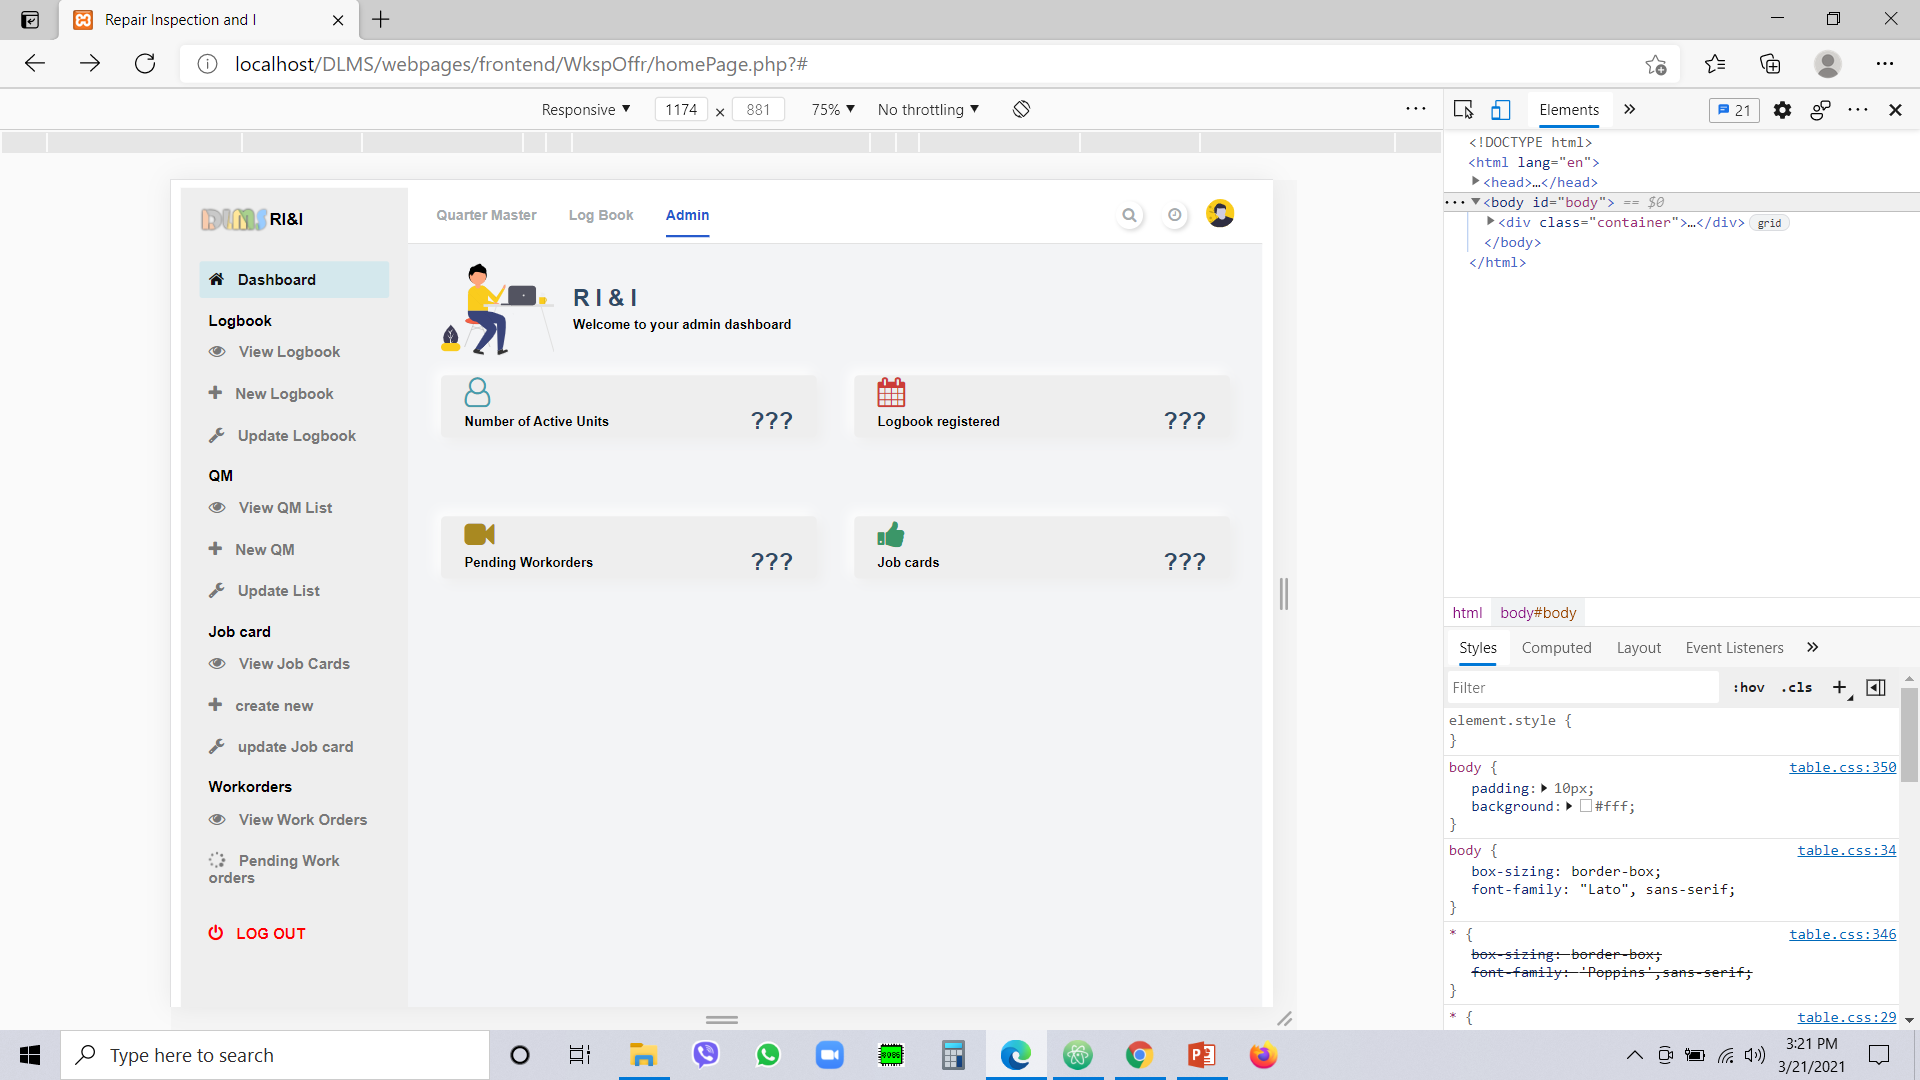 Repair Inspection and I
localhost/DLMS/webpages/frontend/WkspOffr/homePage.php?#
Responsive 1174 × 881 75% No throttling
Elements 21
<!DOCTYPE html>
<html lang="en">
<head>…</head>
<body id="body"> == $0
<div class="container">…</div> grid
</body>
</html>
DLMS RI&I
Quarter Master Log Book Admin
Dashboard
Logbook
View Logbook
New Logbook
Update Logbook
QM
View QM List
New QM
Update List
Job card
View Job Cards
create new
update Job card
Workorders
View Work Orders
Pending Work
orders
LOG OUT
R I & I
Welcome to your admin dashboard
Number of Active Units ???
Logbook registered ???
Pending Workorders ???
Job cards ???
html body#body
Styles Computed Layout Event Listeners
Filter :hov .cls
element.style {
}
body { table.css:350
padding: 10px;
background: #fff;
}
body { table.css:34
box-sizing: border-box;
font-family: "Lato", sans-serif;
}
* { table.css:346
box-sizing: border-box;
font-family: 'Poppins',sans-serif;
}
* { table.css:29
Type here to search
8086
3:21 PM
3/21/2021